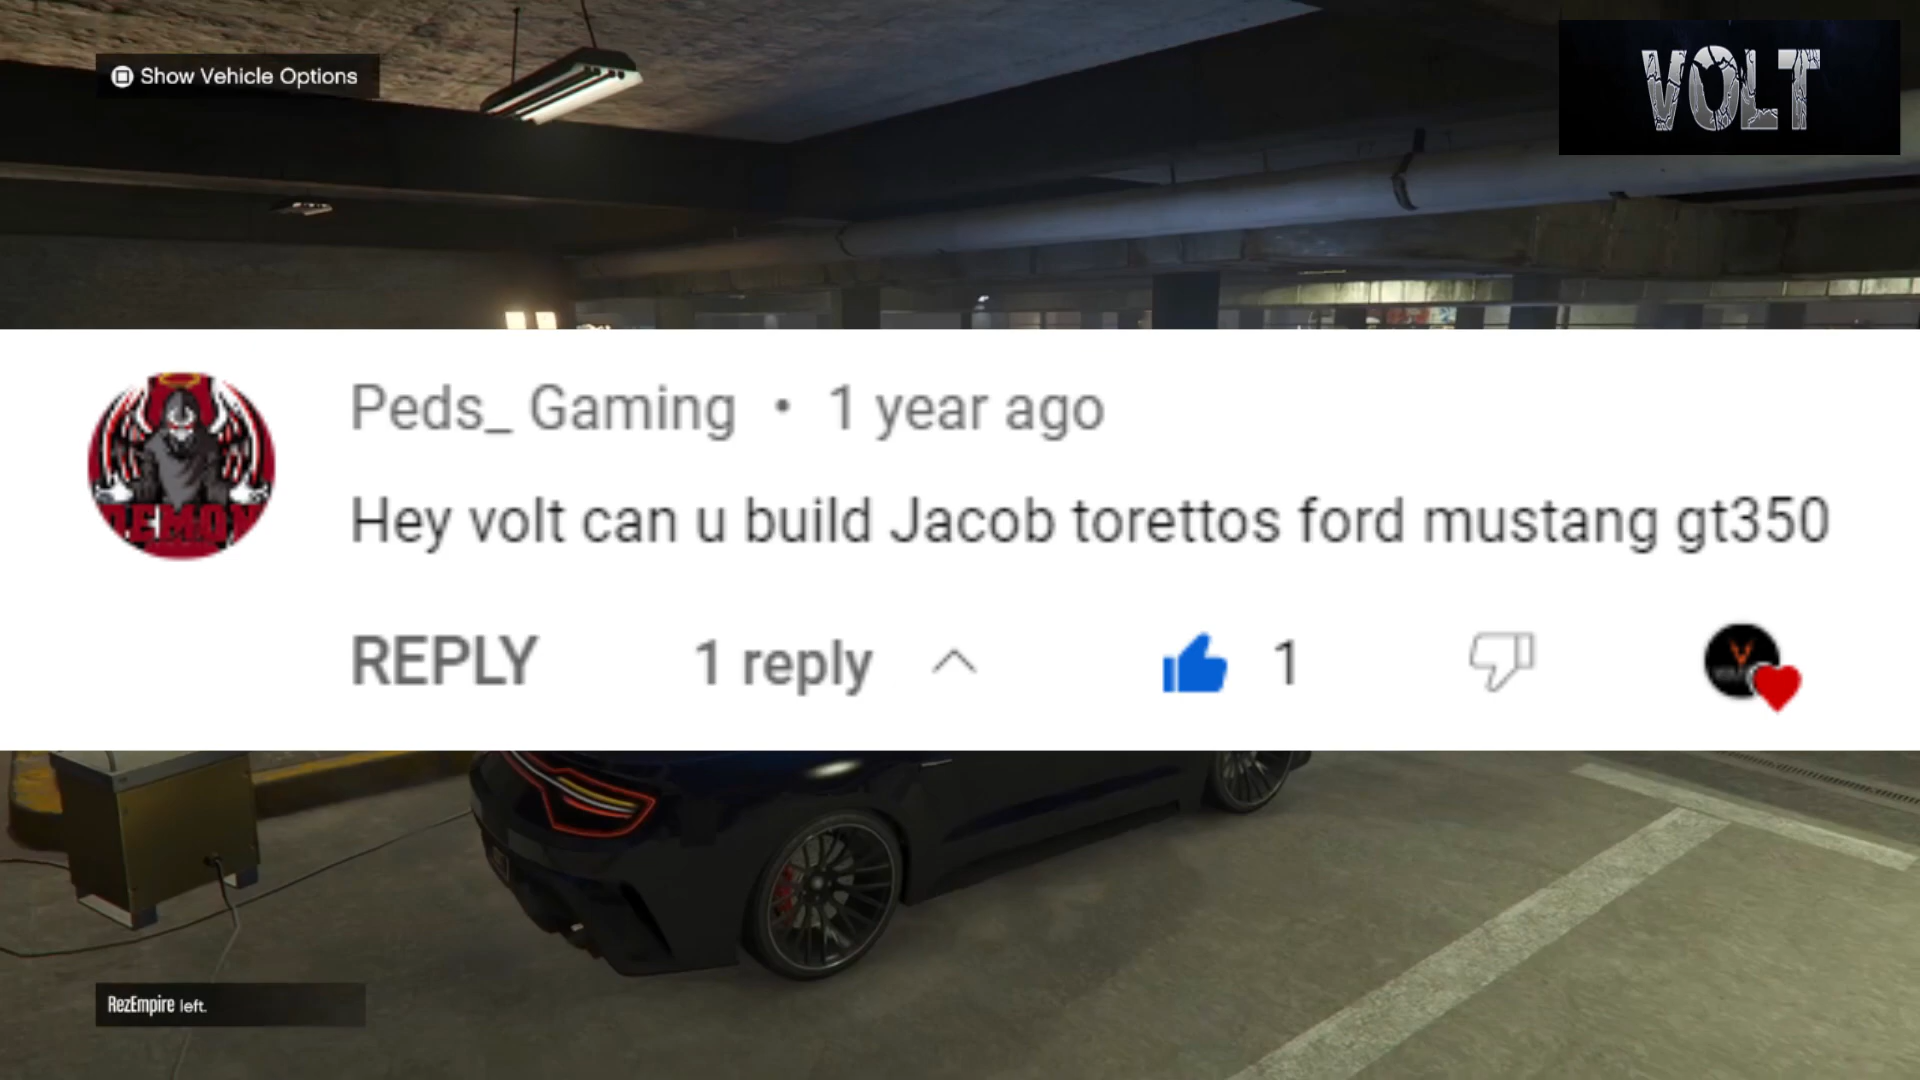 Show Vehicle Options
VOLT
Peds_ Gaming • 1 year ago
Hey volt can u build Jacob torettos ford mustang gt350
REPLY 1 reply 1
DEMON
RezEmpire left.